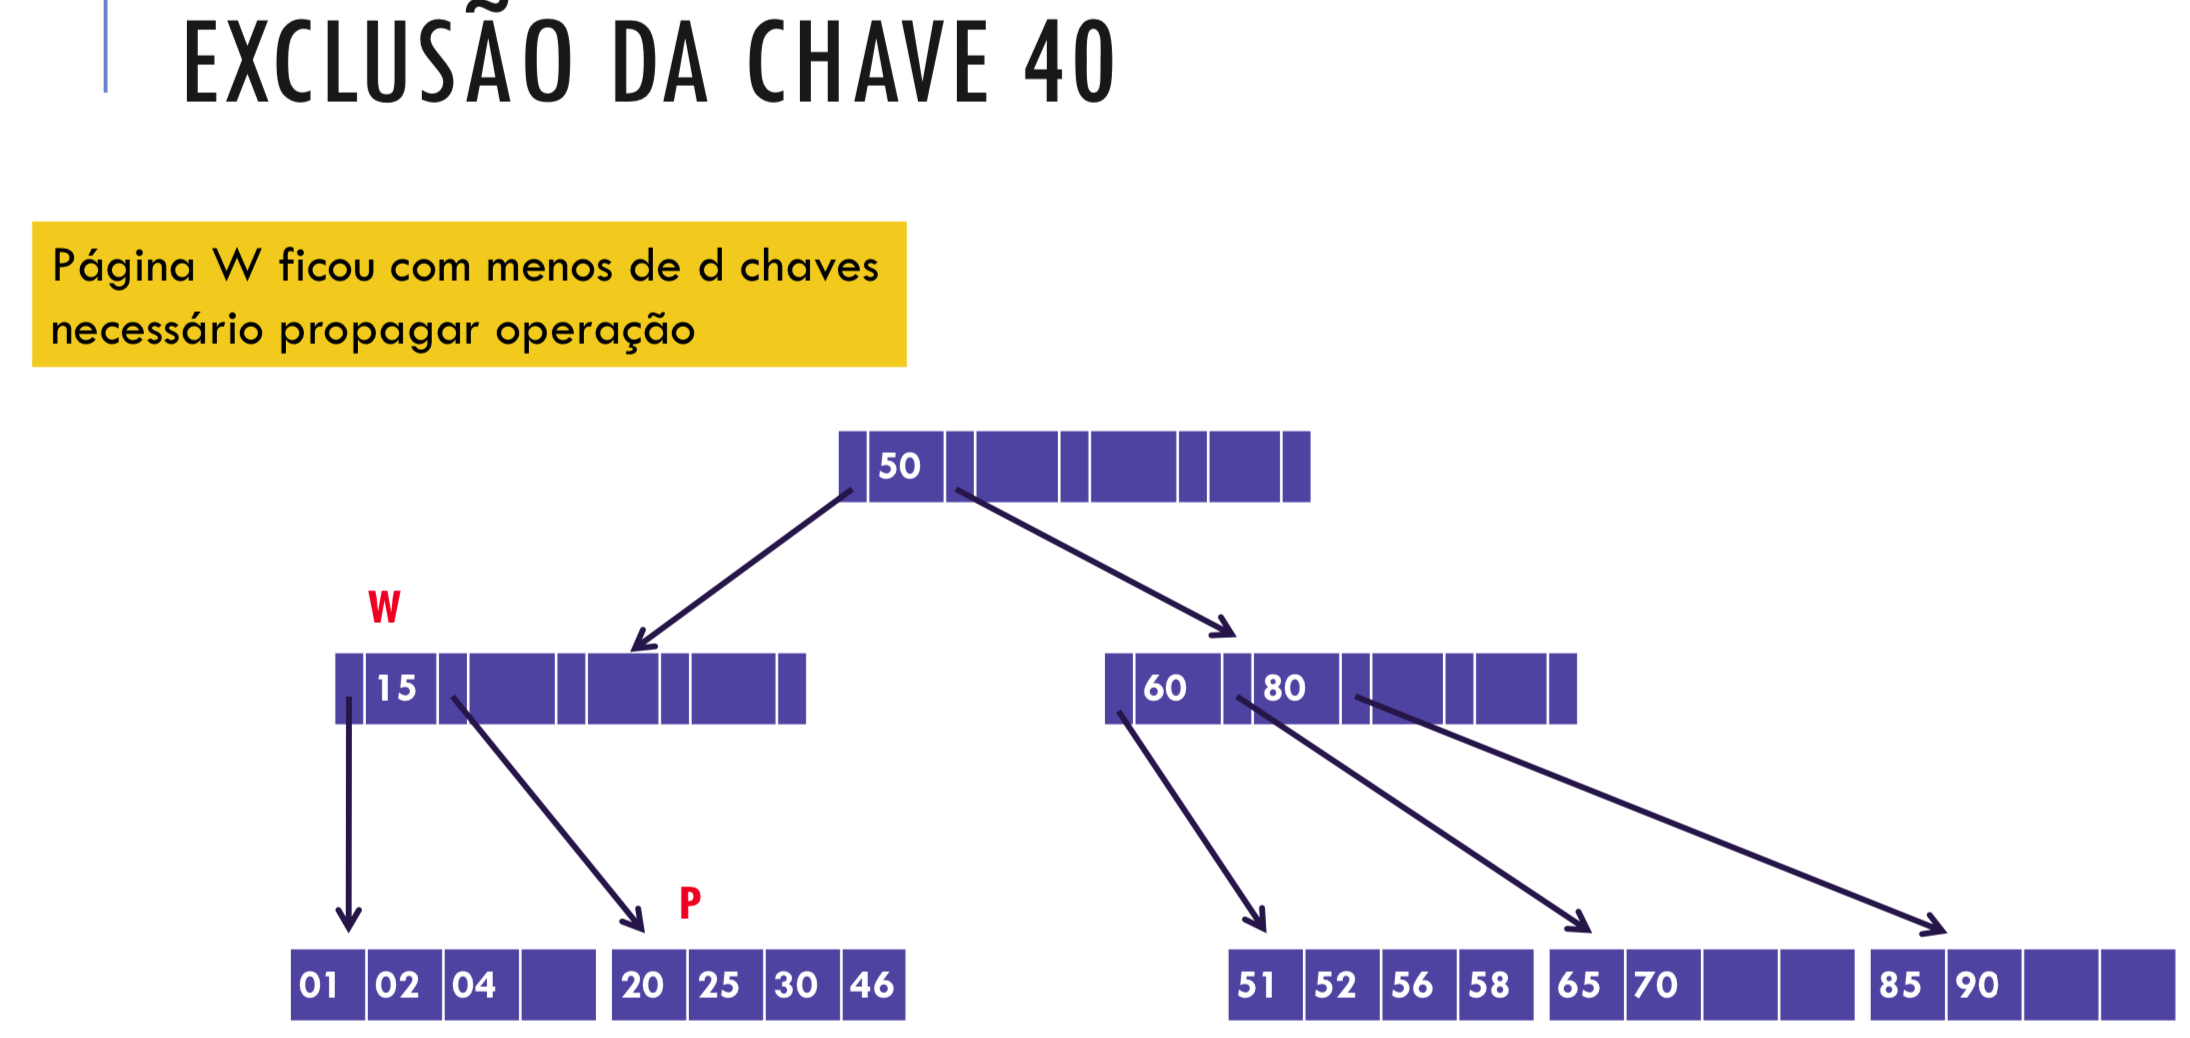 EXCLUSÃO DA CHAVE 40
Página W ficou com menos de d chaves
necessário propagar operação
50
W
15
60 80
P
01 02 04 20 25 30 46 51 52 56 58 65 70 85 90